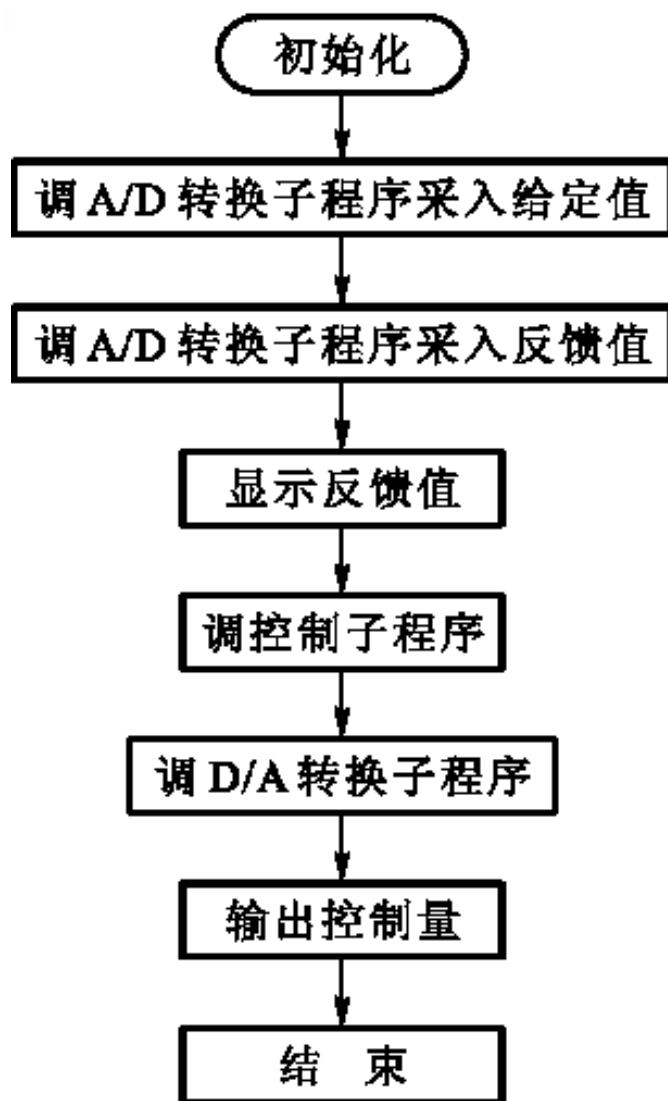 初始化
调A/D转换子程序采入给定值
调A/D转换子程序采入反馈值
显示反馈值
调控制子程序
调D/A转换子程序
输出控制量
结 束